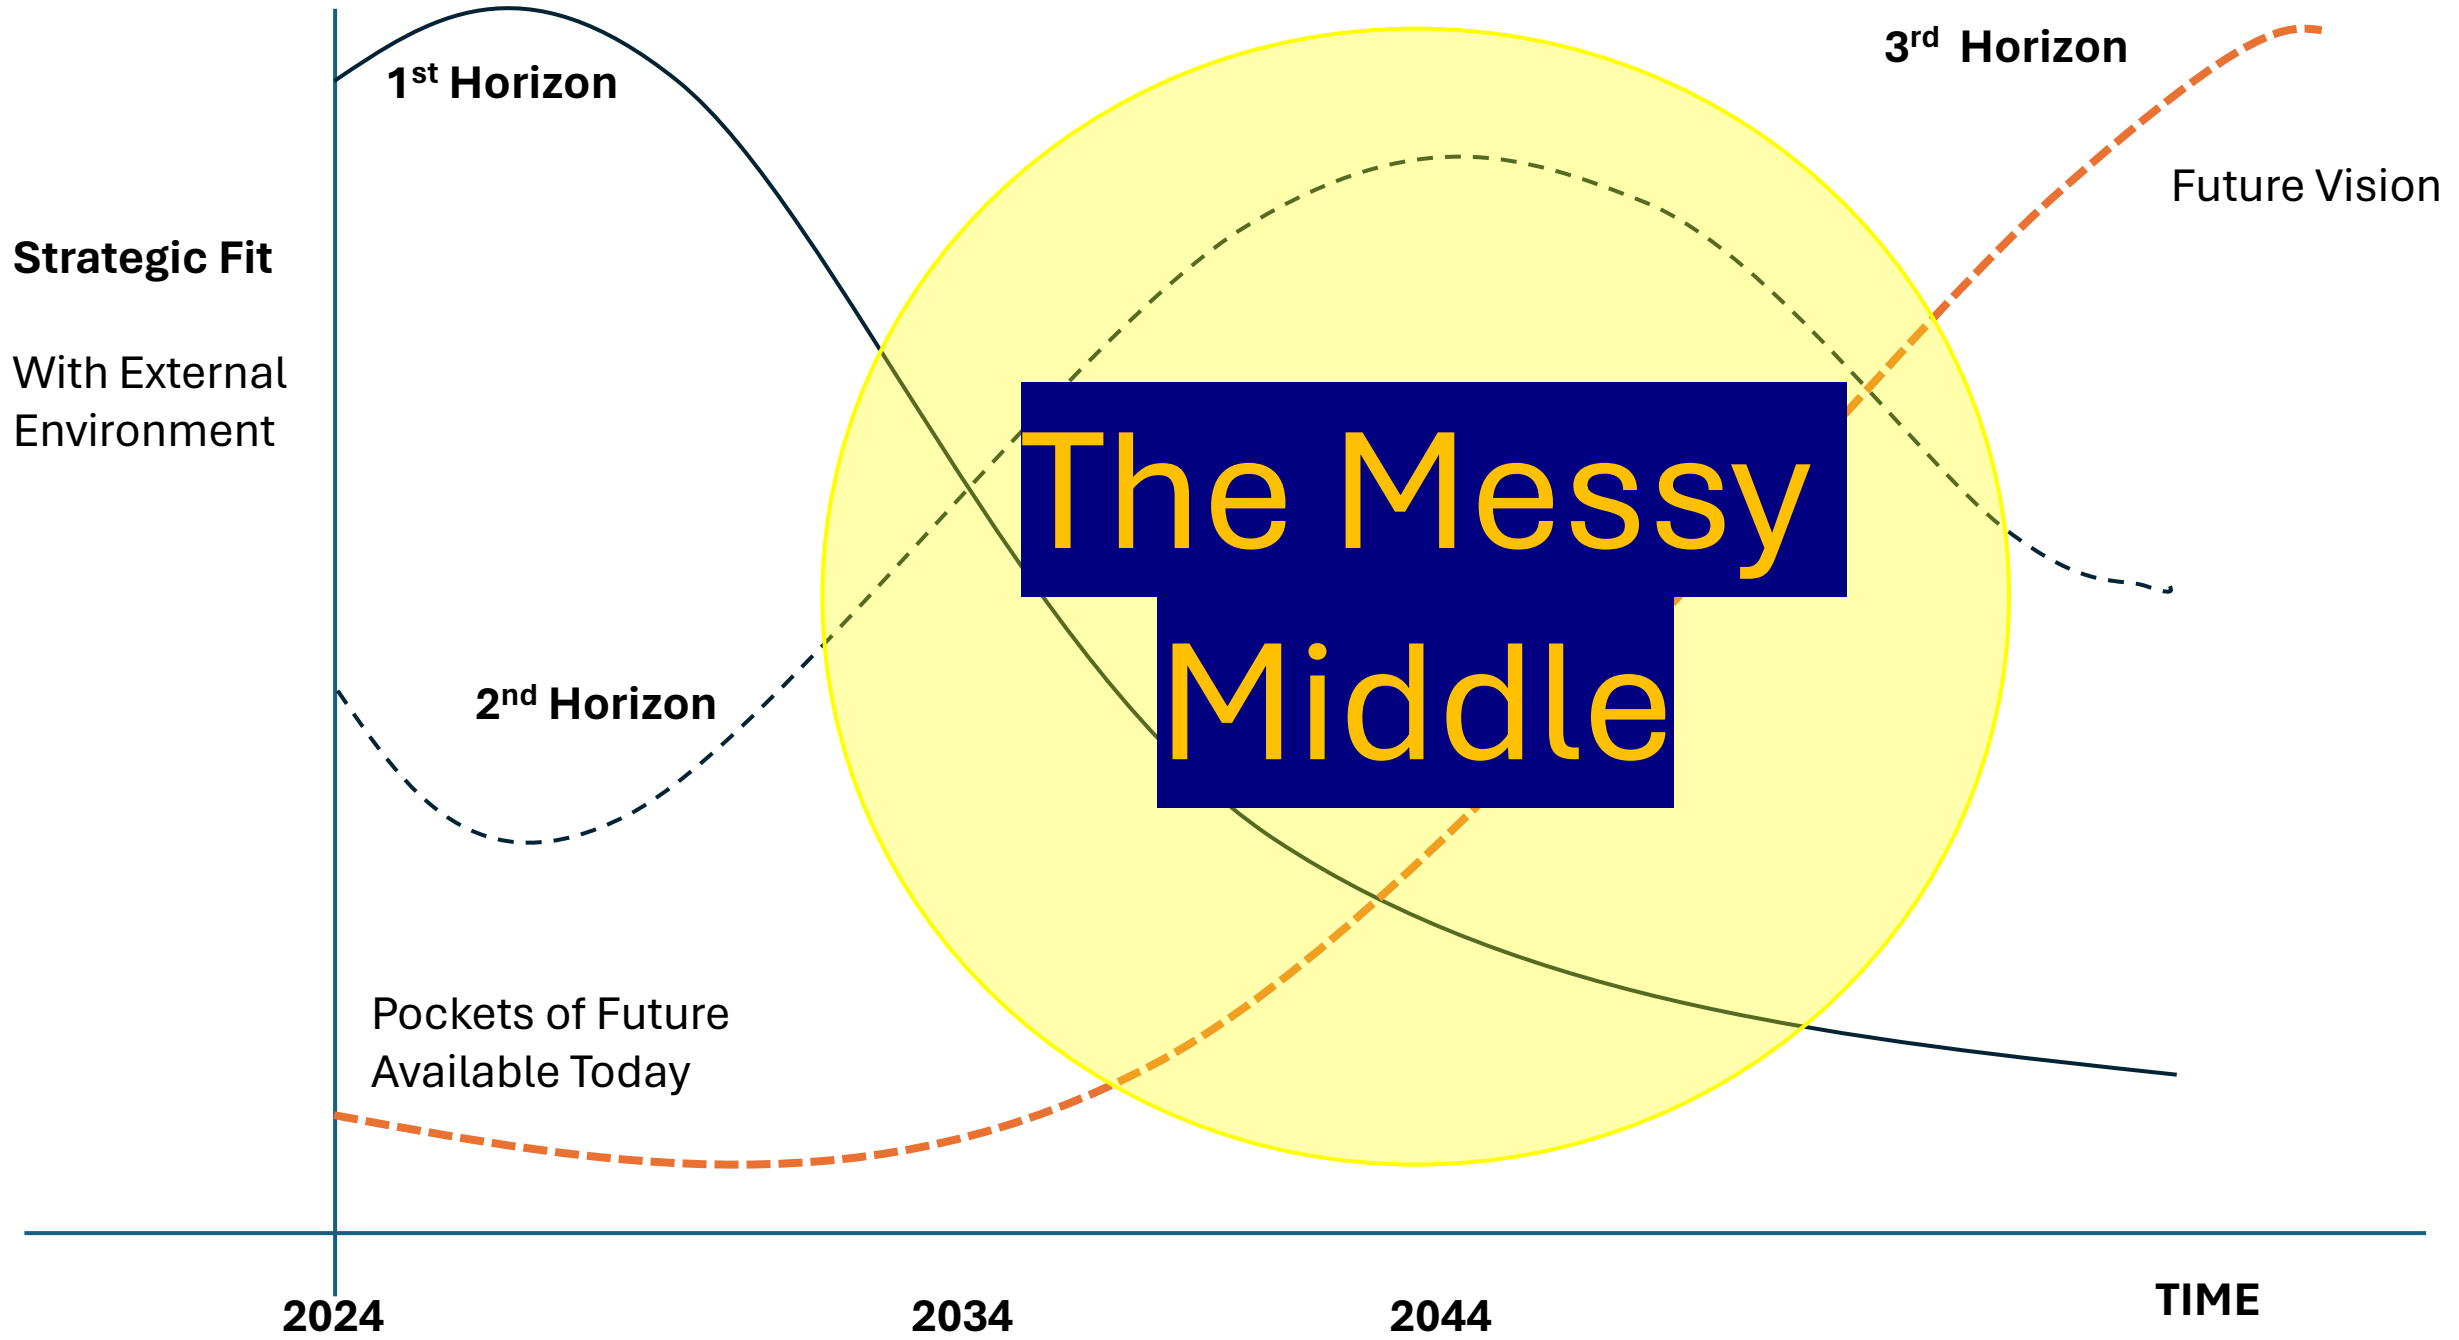 3rd Horizon
1st Horizon
Future Vision
Strategic Fit
With External
Environment
The Messy
Middle
2nd Horizon
Pockets of Future
Available Today
2024
2034
2044
TIME